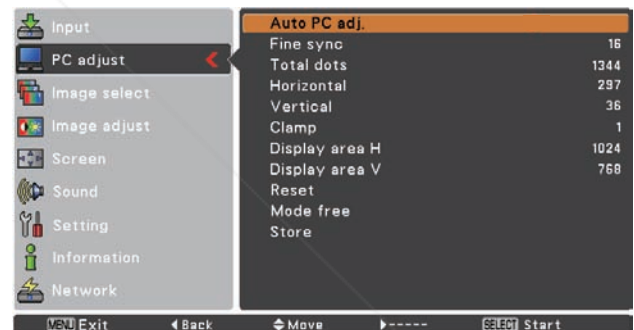 Input
PC adjust
Image select
Image adjust
Screen
Sound
Setting
Information
Network
Auto PC adj.
Fine sync 16
Total dots 1344
Horizontal 297
Vertical 36
Clamp 1
Display area H 1024
Display area V 768
Reset
Mode free
Store
MENU Exit ◀Back ◆Move ▶----- SELECT Start